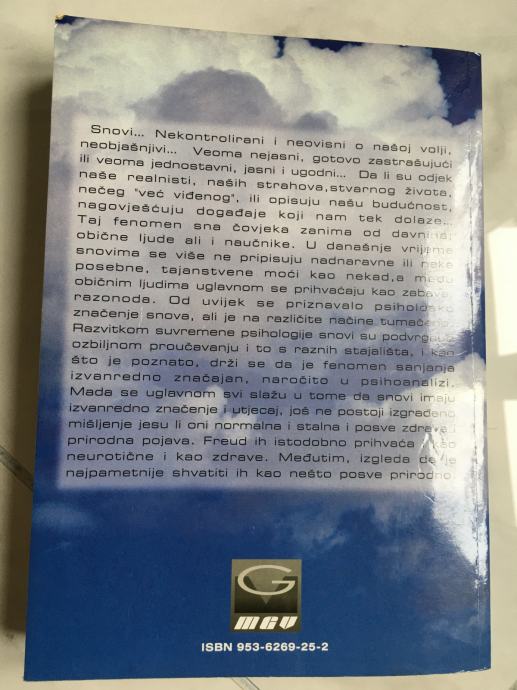 Snovi... Nekontrolirani i neovisni o našoj volji,
neobjašnjivi... Veoma nejasni, gotovo zastrašujući
ili veoma jednostavni, jasni i ugodni... Da li su odjek
naše realnisti, naših strahova,stvarnog života,
nečeg "već viđenog", ili opisuju našu budućnost,
nagovješćuju događaje koji nam tek dolaze...
Taj fenomen sna čovjeka zanima od davnina,
obične ljude ali i naučnike. U današnje vrijeme
snovima se više ne pripisuju nadnaravne ili neke
posebne, tajanstvene moći kao nekad,a među
običnim ljudima uglavnom se prihvaćaju kao zabava,
razonoda. Od uvijek se priznavalo psihološko
značenje snova, ali je na različite načine tumačeno.
Razvitkom suvremene psihologije snovi su podvrgnuti
ozbiljnom proučavanju i to s raznih stajališta, i kao
što je poznato, drži se da je fenomen sanjanja
izvanredno značajan, naročito u psihoanalizi.
Mada se uglavnom svi slažu u tome da snovi imaju
izvanredno značenje i utjecaj, još ne postoji izgrađeno
mišljenje jesu li oni normalna i stalna i posve zdrava i
prirodna pojava. Freud ih istodobno prihvaća i kao
neurotične i kao zdrave. Međutim, izgleda da je
najpametnije shvatiti ih kao nešto posve prirodno.
G
MGV
ISBN 953-6269-25-2